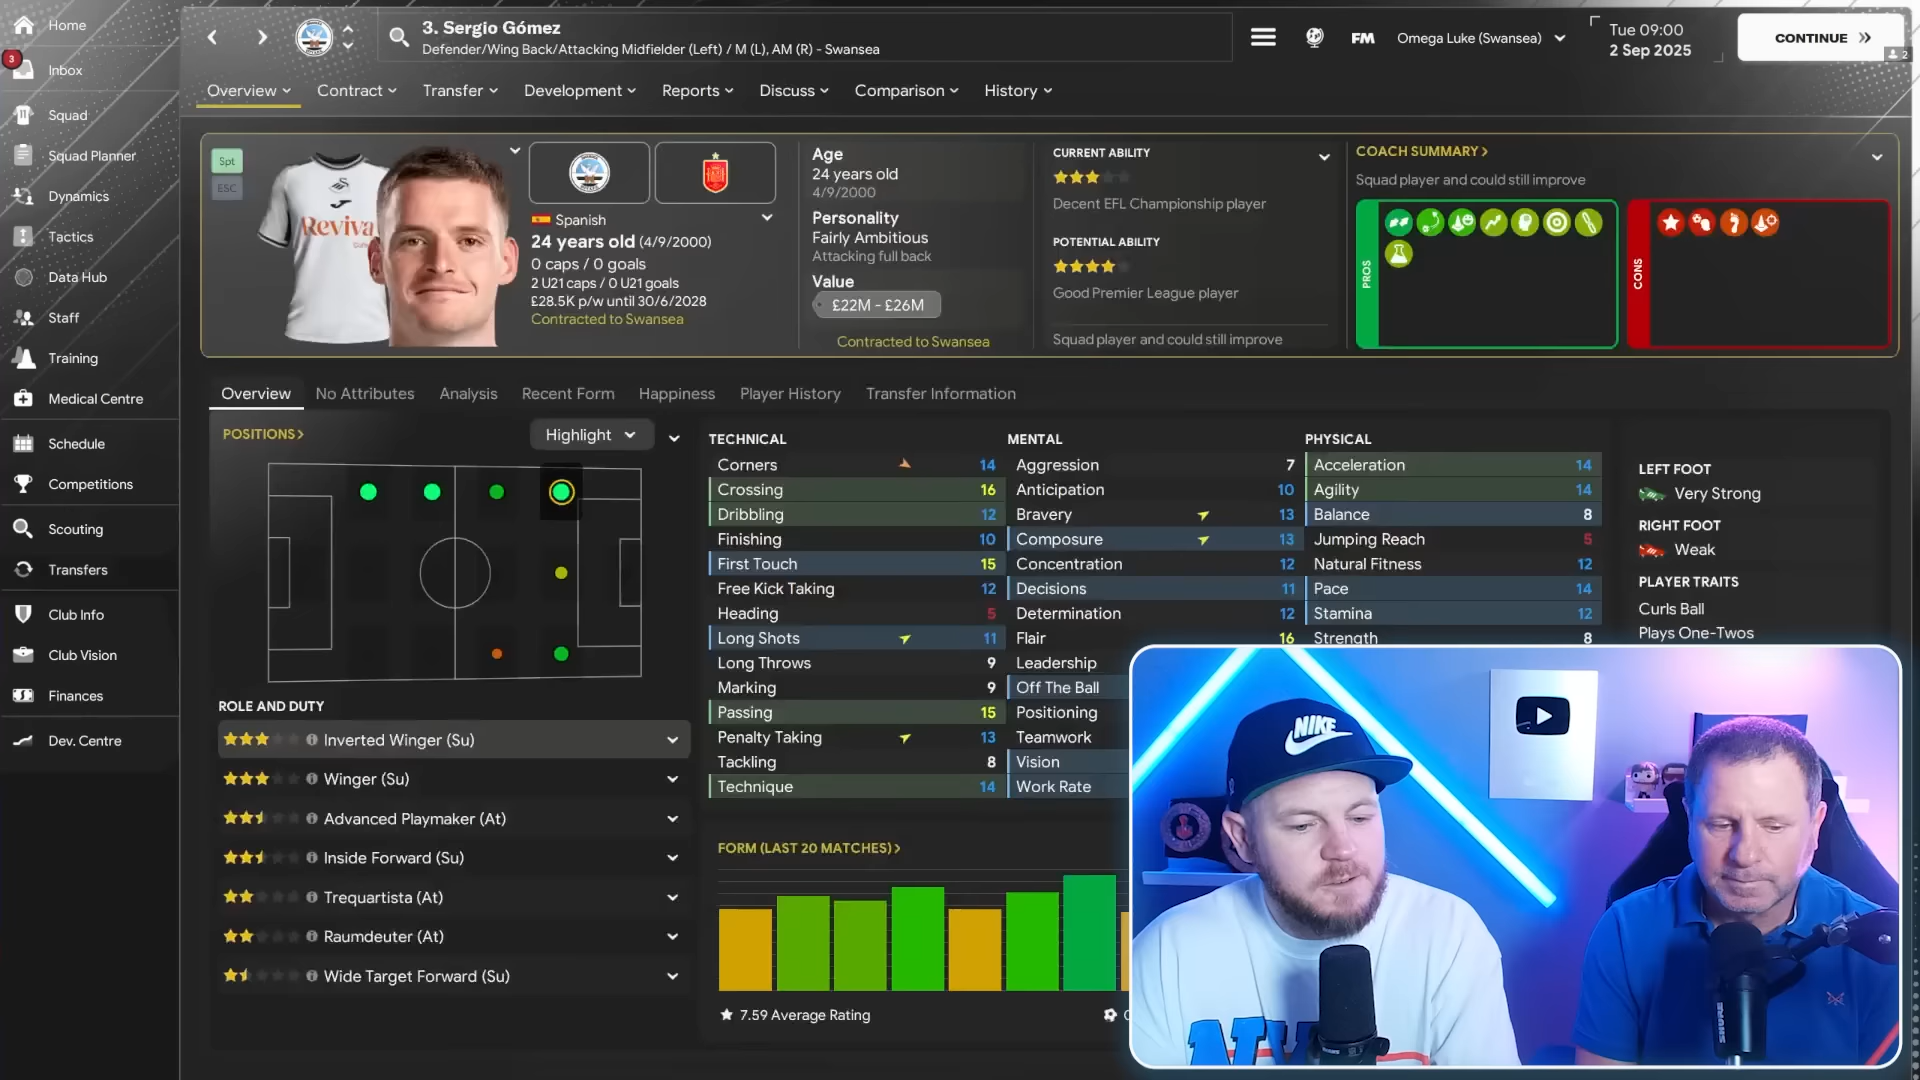 Home
3
Inbox
Squad
Squad Planner
Dynamics
Tactics
Data Hub
Staff
Training
Medical Centre
Schedule
Competitions
Scouting
Transfers
Club Info
Club Vision
Finances
Dev. Centre
3. Sergio Gómez
Defender/Wing Back/Attacking Midfielder (Left) / M (L), AM (R) - Swansea
FM
Omega Luke (Swansea)
Tue 09:00
2 Sep 2025
CONTINUE
2
Overview
Contract
Transfer
Development
Reports
Discuss
Comparison
History
Spt
ESC
Reviva
Spanish
24 years old (4/9/2000)
0 caps / 0 goals
2 U21 caps / 0 U21 goals
£28.5K p/w until 30/6/2028
Contracted to Swansea
Age
24 years old
4/9/2000
Personality
Fairly Ambitious
Attacking full back
Value
£22M - £26M
Contracted to Swansea
CURRENT ABILITY
Decent EFL Championship player
POTENTIAL ABILITY
Good Premier League player
Squad player and could still improve
COACH SUMMARY
Squad player and could still improve
PROS
CONS
Overview
No Attributes
Analysis
Recent Form
Happiness
Player History
Transfer Information
POSITIONS
Highlight
ROLE AND DUTY
Inverted Winger (Su)
Winger (Su)
Advanced Playmaker (At)
Inside Forward (Su)
Trequartista (At)
Raumdeuter (At)
Wide Target Forward (Su)
TECHNICAL
Corners 14
Crossing 16
Dribbling 12
Finishing 10
First Touch 15
Free Kick Taking 12
Heading 5
Long Shots 11
Long Throws 9
Marking 9
Passing 15
Penalty Taking 13
Tackling 8
Technique 14
MENTAL
Aggression 7
Anticipation 10
Bravery 13
Composure 13
Concentration 12
Decisions 11
Determination 12
Flair 16
Leadership
Off The Ball
Positioning
Teamwork
Vision
Work Rate
PHYSICAL
Acceleration 14
Agility 14
Balance 8
Jumping Reach 5
Natural Fitness 12
Pace 14
Stamina 12
Strength 8
LEFT FOOT
Very Strong
RIGHT FOOT
Weak
PLAYER TRAITS
Curls Ball
Plays One-Twos
FORM (LAST 20 MATCHES)
7.59 Average Rating
NIKE
SHURE